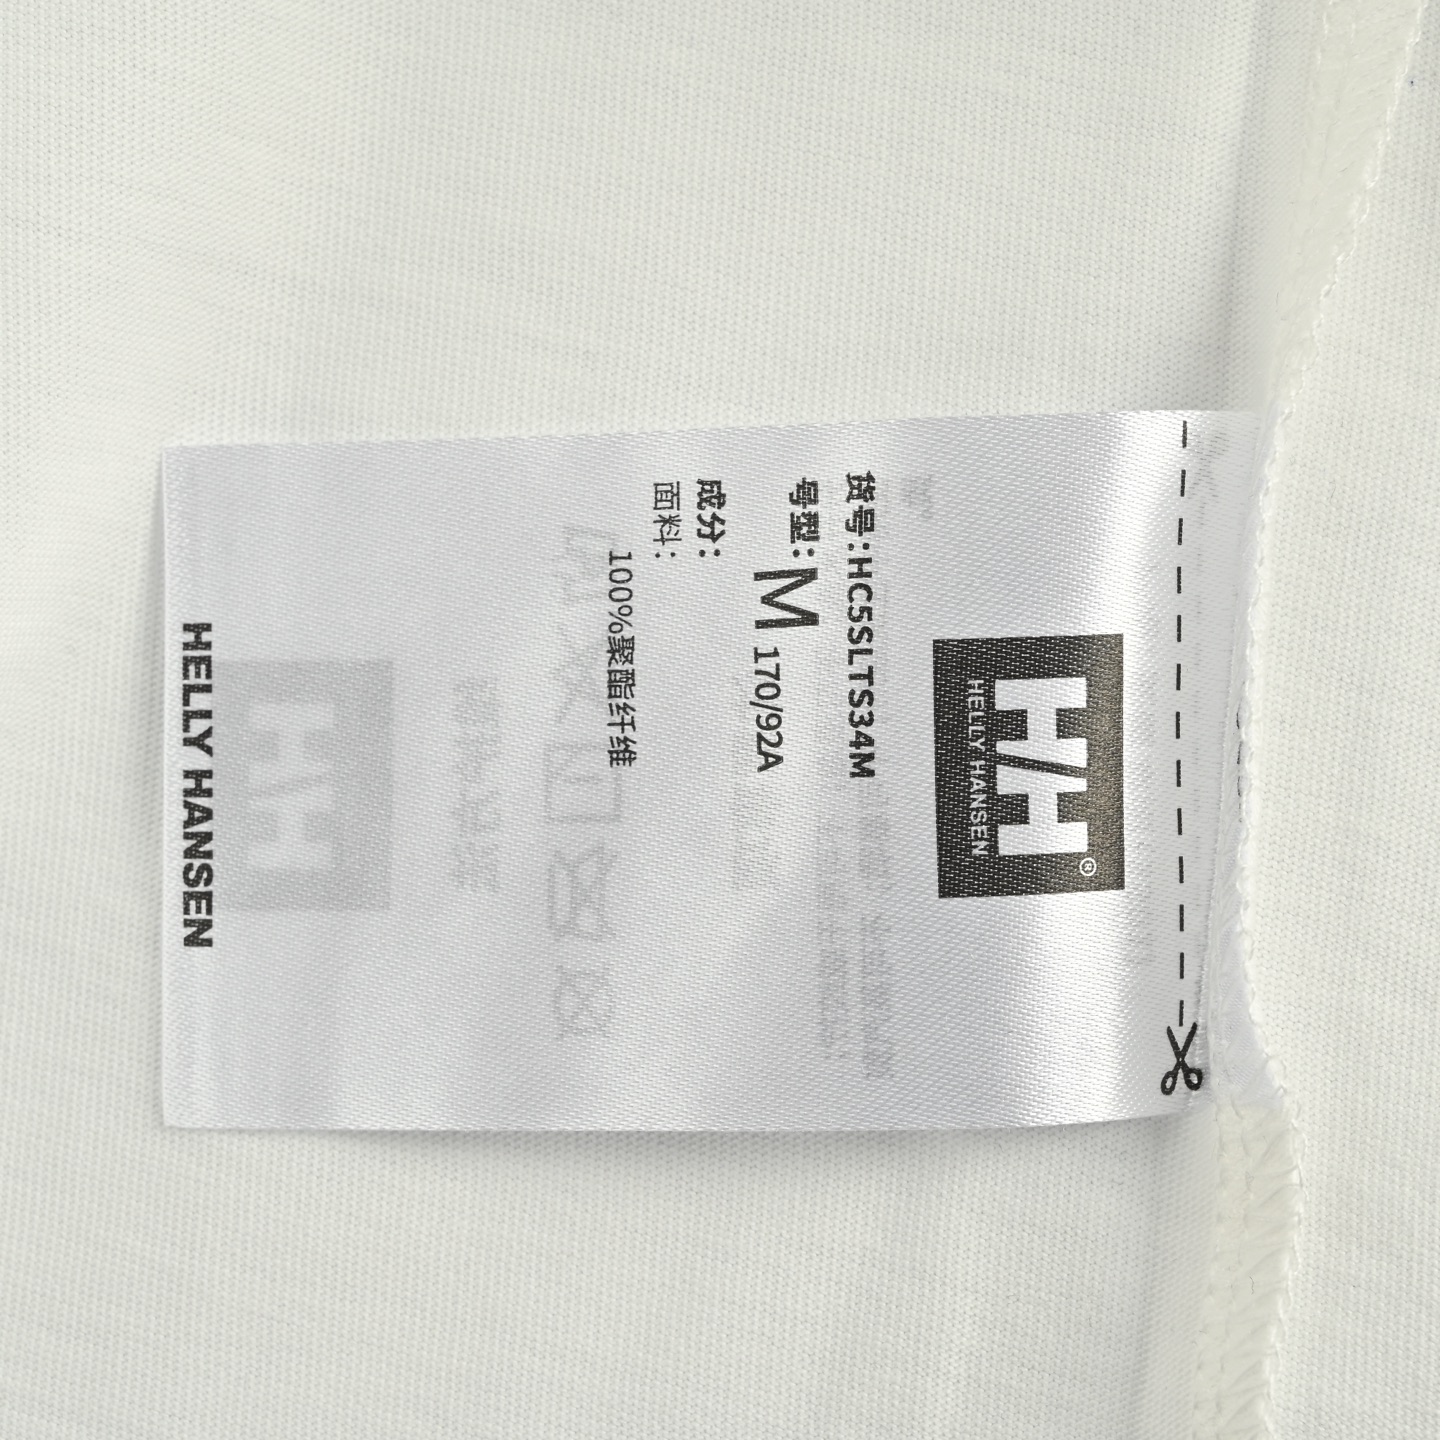 HH®
HELLY HANSEN
货号:HC5SLTS34M
号型:M 170/92A
成分:
面料:
100%聚酯纤维
HELLY HANSEN